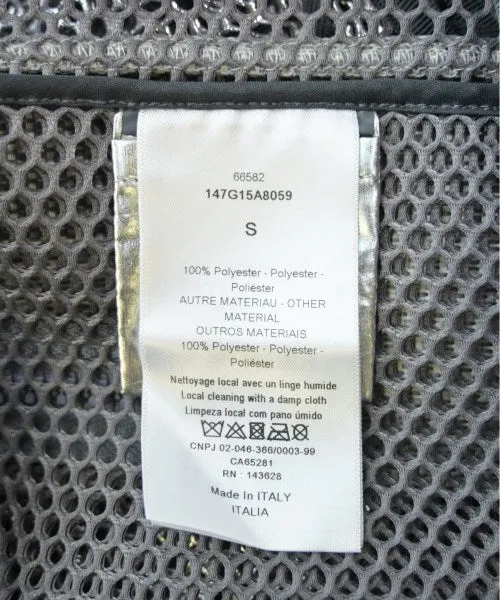 66582
147G15A8059
S
100% Polyester - Polyester -
Poliéster
AUTRE MATERIAU - OTHER
MATERIAL
OUTROS MATERIAIS
100% Polyester - Polyester -
Poliéster
Nettoyage local avec un linge humide
Local cleaning with a damp cloth
Limpeza local com pano úmido
CNPJ 02-046-366/0003-99
CA65281
RN : 143628
Made In ITALY
ITALIA